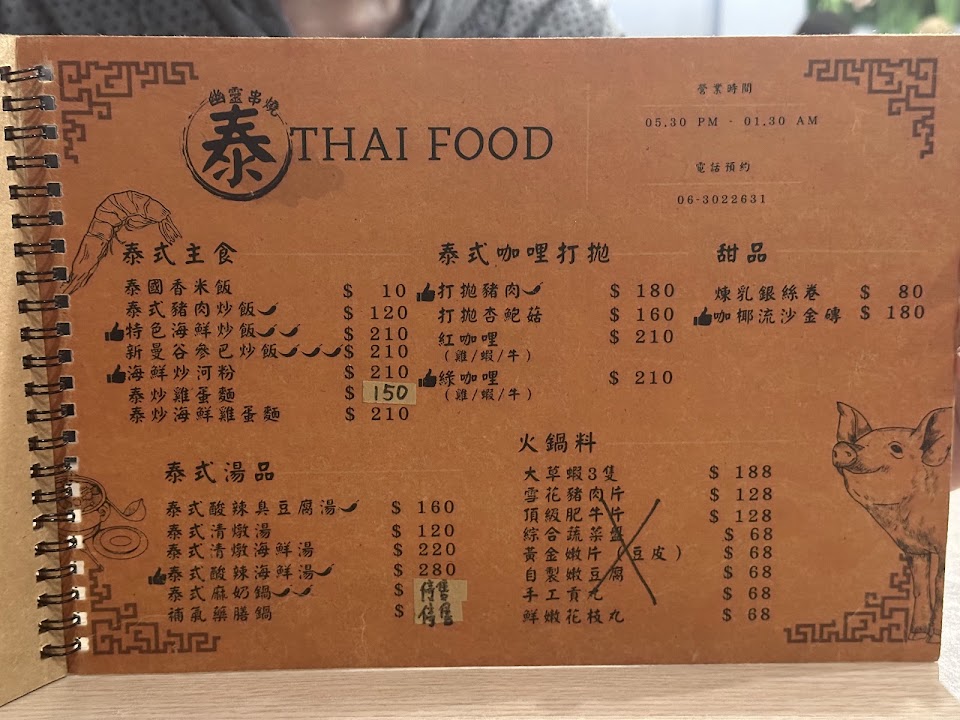 幽靈串燒
泰 THAI FOOD
營業時間
05.30 PM - 01.30 AM
電話預約
06-3022631
泰式主食
泰國香米飯 $ 10
泰式豬肉炒飯 $ 120
特色海鮮炒飯 $ 210
新曼谷參巴炒飯 $ 210
海鮮炒河粉 $ 210
泰炒雞蛋麵 $ 150
泰炒海鮮雞蛋麵 $ 210
泰式咖哩打拋
打拋豬肉 $ 180
打拋杏鮑菇 $ 160
紅咖哩 $ 210
(雞/蝦/牛)
綠咖哩 $ 210
(雞/蝦/牛)
甜品
煉乳銀絲卷 $ 80
咖椰流沙金磚 $ 180
泰式湯品
泰式酸辣臭豆腐湯 $ 160
泰式清燉湯 $ 120
泰式清燉海鮮湯 $ 220
泰式酸辣海鮮湯 $ 280
泰式麻奶鍋 $ 停售
補氣藥膳鍋 $ 停售
火鍋料
大草蝦3隻 $ 188
雪花豬肉片 $ 128
頂級肥牛片 $ 128
綜合蔬菜盤 $ 68
黃金嫩片(豆皮) $ 68
自製嫩豆腐 $ 68
手工貢丸 $ 68
鮮嫩花枝丸 $ 68